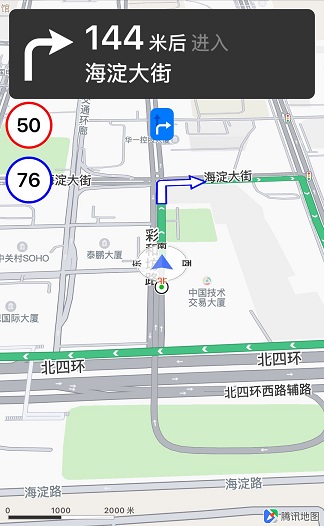 144 米后 进入
海淀大街
50
76
交通环廊
华一控
海淀大街
海淀大街
彩
泰鹏大厦
中关村SOHO
中国技术
交易大厦
国际大厦
北四环
北四环
北四环西路辅路
海淀路
海淀路
0 1000 2000 米
腾讯地图